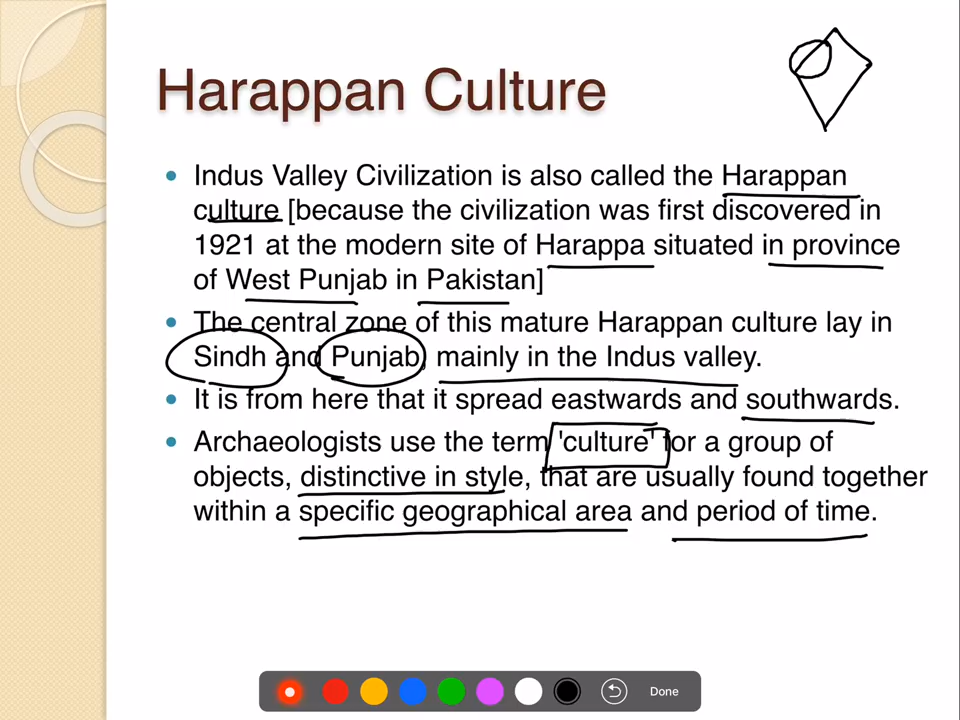 Harappan Culture
Indus Valley Civilization is also called the Harappan
culture [because the civilization was first discovered in
1921 at the modern site of Harappa situated in province
of West Punjab in Pakistan]
The central zone of this mature Harappan culture lay in
Sindh and Punjab, mainly in the Indus valley.
It is from here that it spread eastwards and southwards.
Archaeologists use the term 'culture' for a group of
objects, distinctive in style, that are usually found together
within a specific geographical area and period of time.
Done